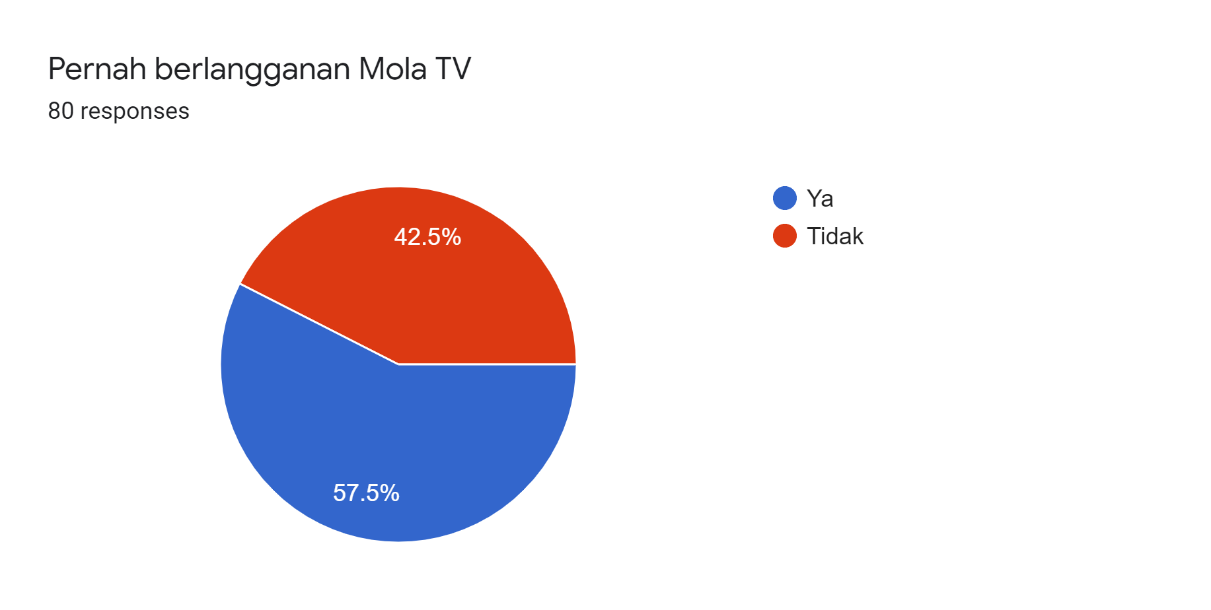 Pernah berlangganan Mola TV
80 responses
42.5%
57.5%
Ya
Tidak